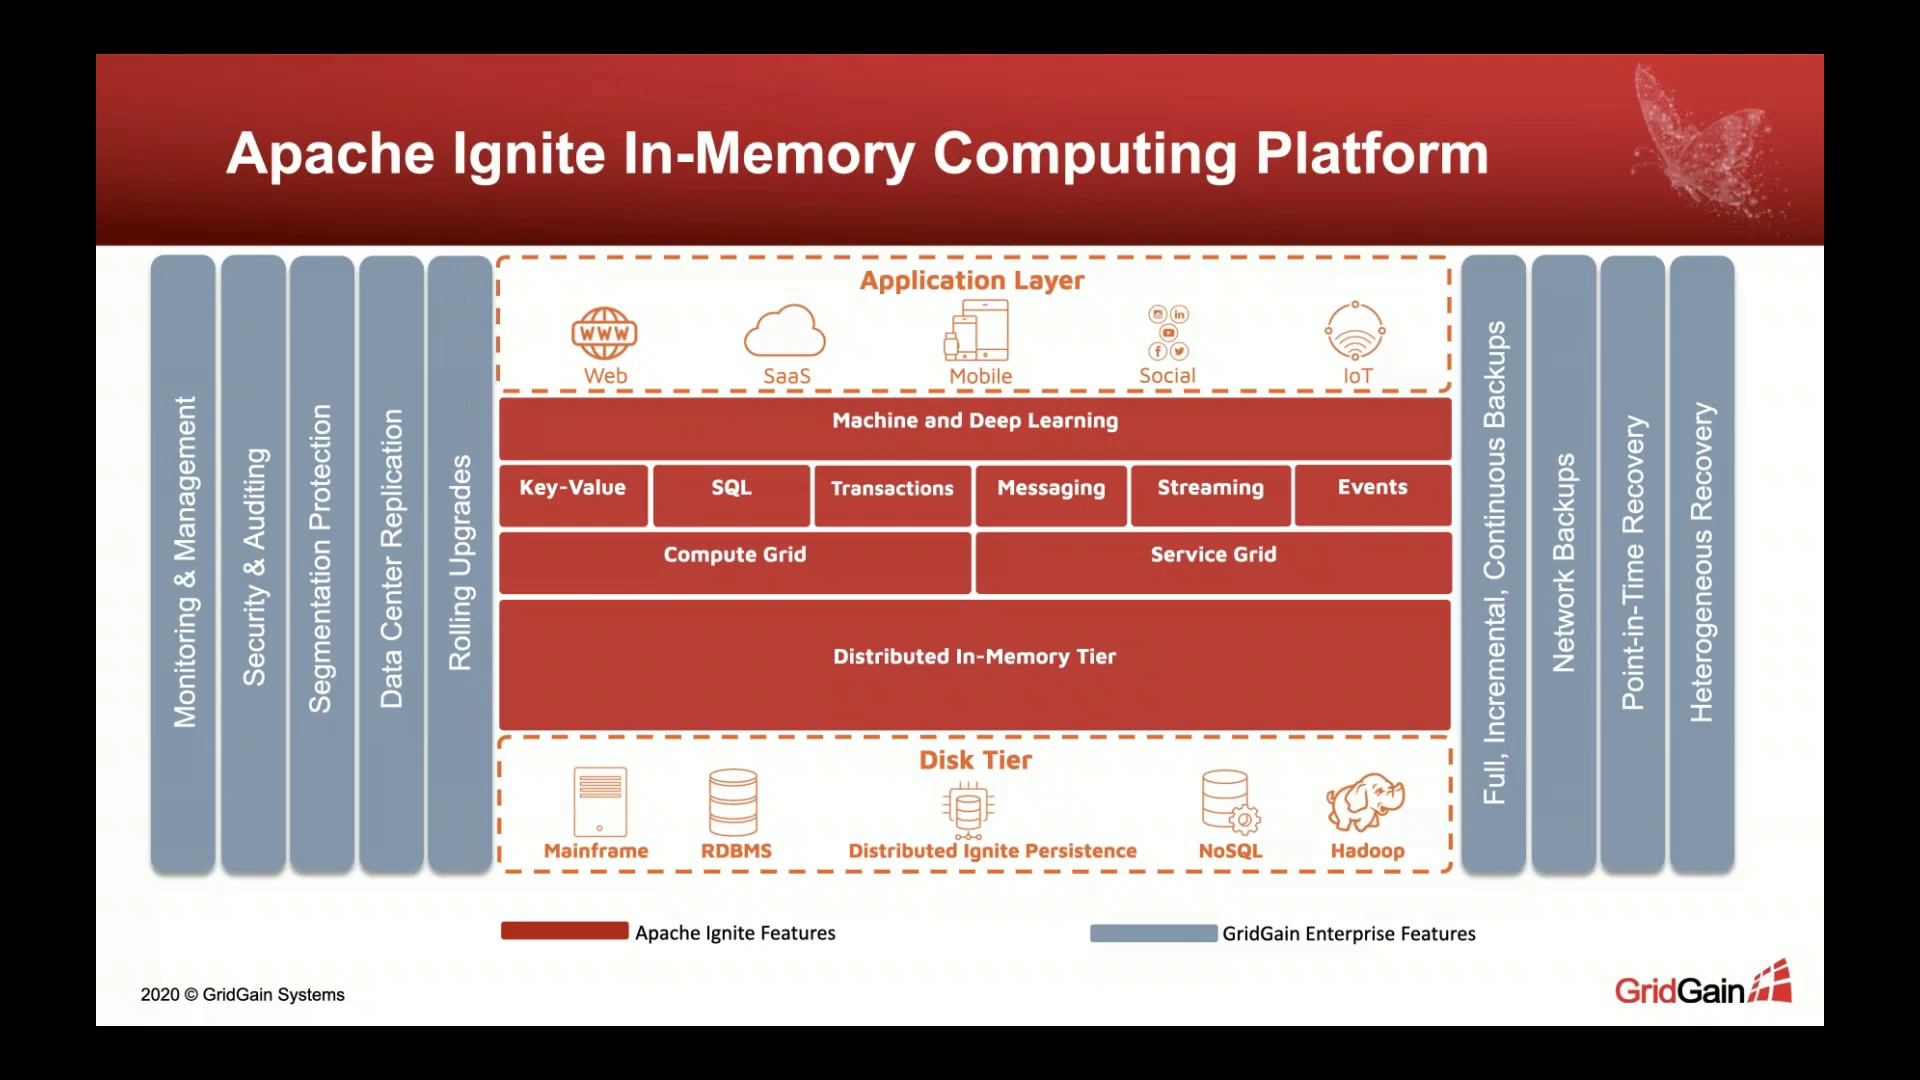 Apache Ignite In-Memory Computing Platform
Monitoring & Management
Security & Auditing
Segmentation Protection
Data Center Replication
Rolling Upgrades
Application Layer
WWW
in
f
Web
SaaS
Mobile
Social
IoT
Machine and Deep Learning
Key-Value
SQL
Transactions
Messaging
Streaming
Events
Compute Grid
Service Grid
Distributed In-Memory Tier
Disk Tier
Mainframe
RDBMS
Distributed Ignite Persistence
NoSQL
Hadoop
Full, Incremental, Continuous Backups
Network Backups
Point-in-Time Recovery
Heterogeneous Recovery
Apache Ignite Features
GridGain Enterprise Features
2020 © GridGain Systems
GridGain